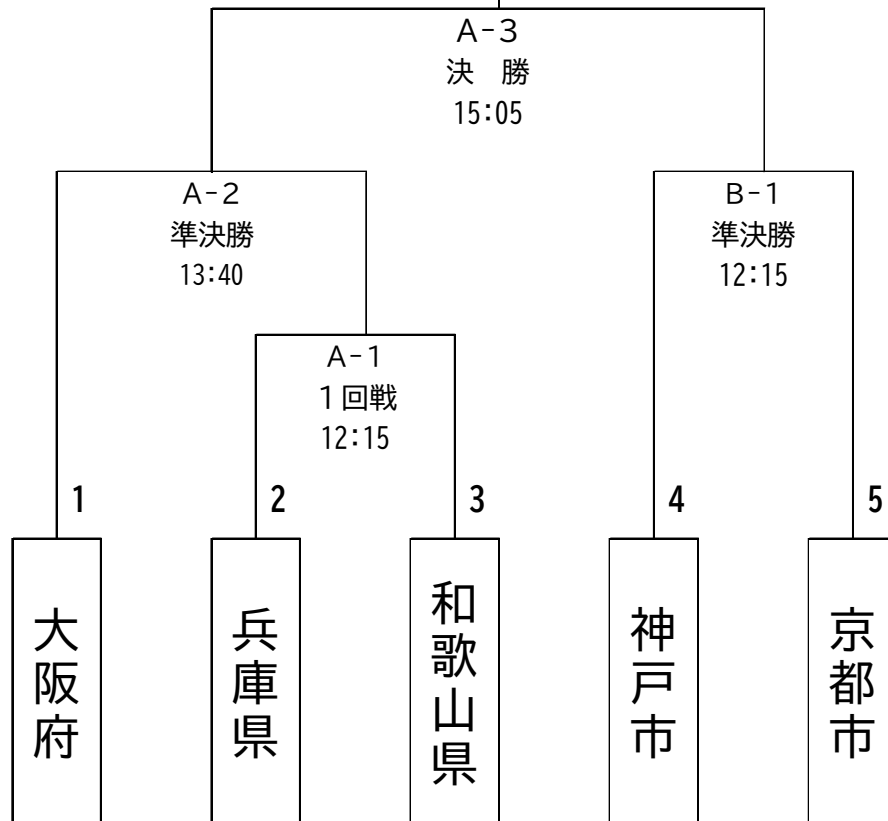 A-3
決　勝
15:05
A-2
準決勝
13:40
B-1
準決勝
12:15
A-1
1回戦
12:15
1
2
3
4
5
大阪府
兵庫県
和歌山県
神戸市
京都市